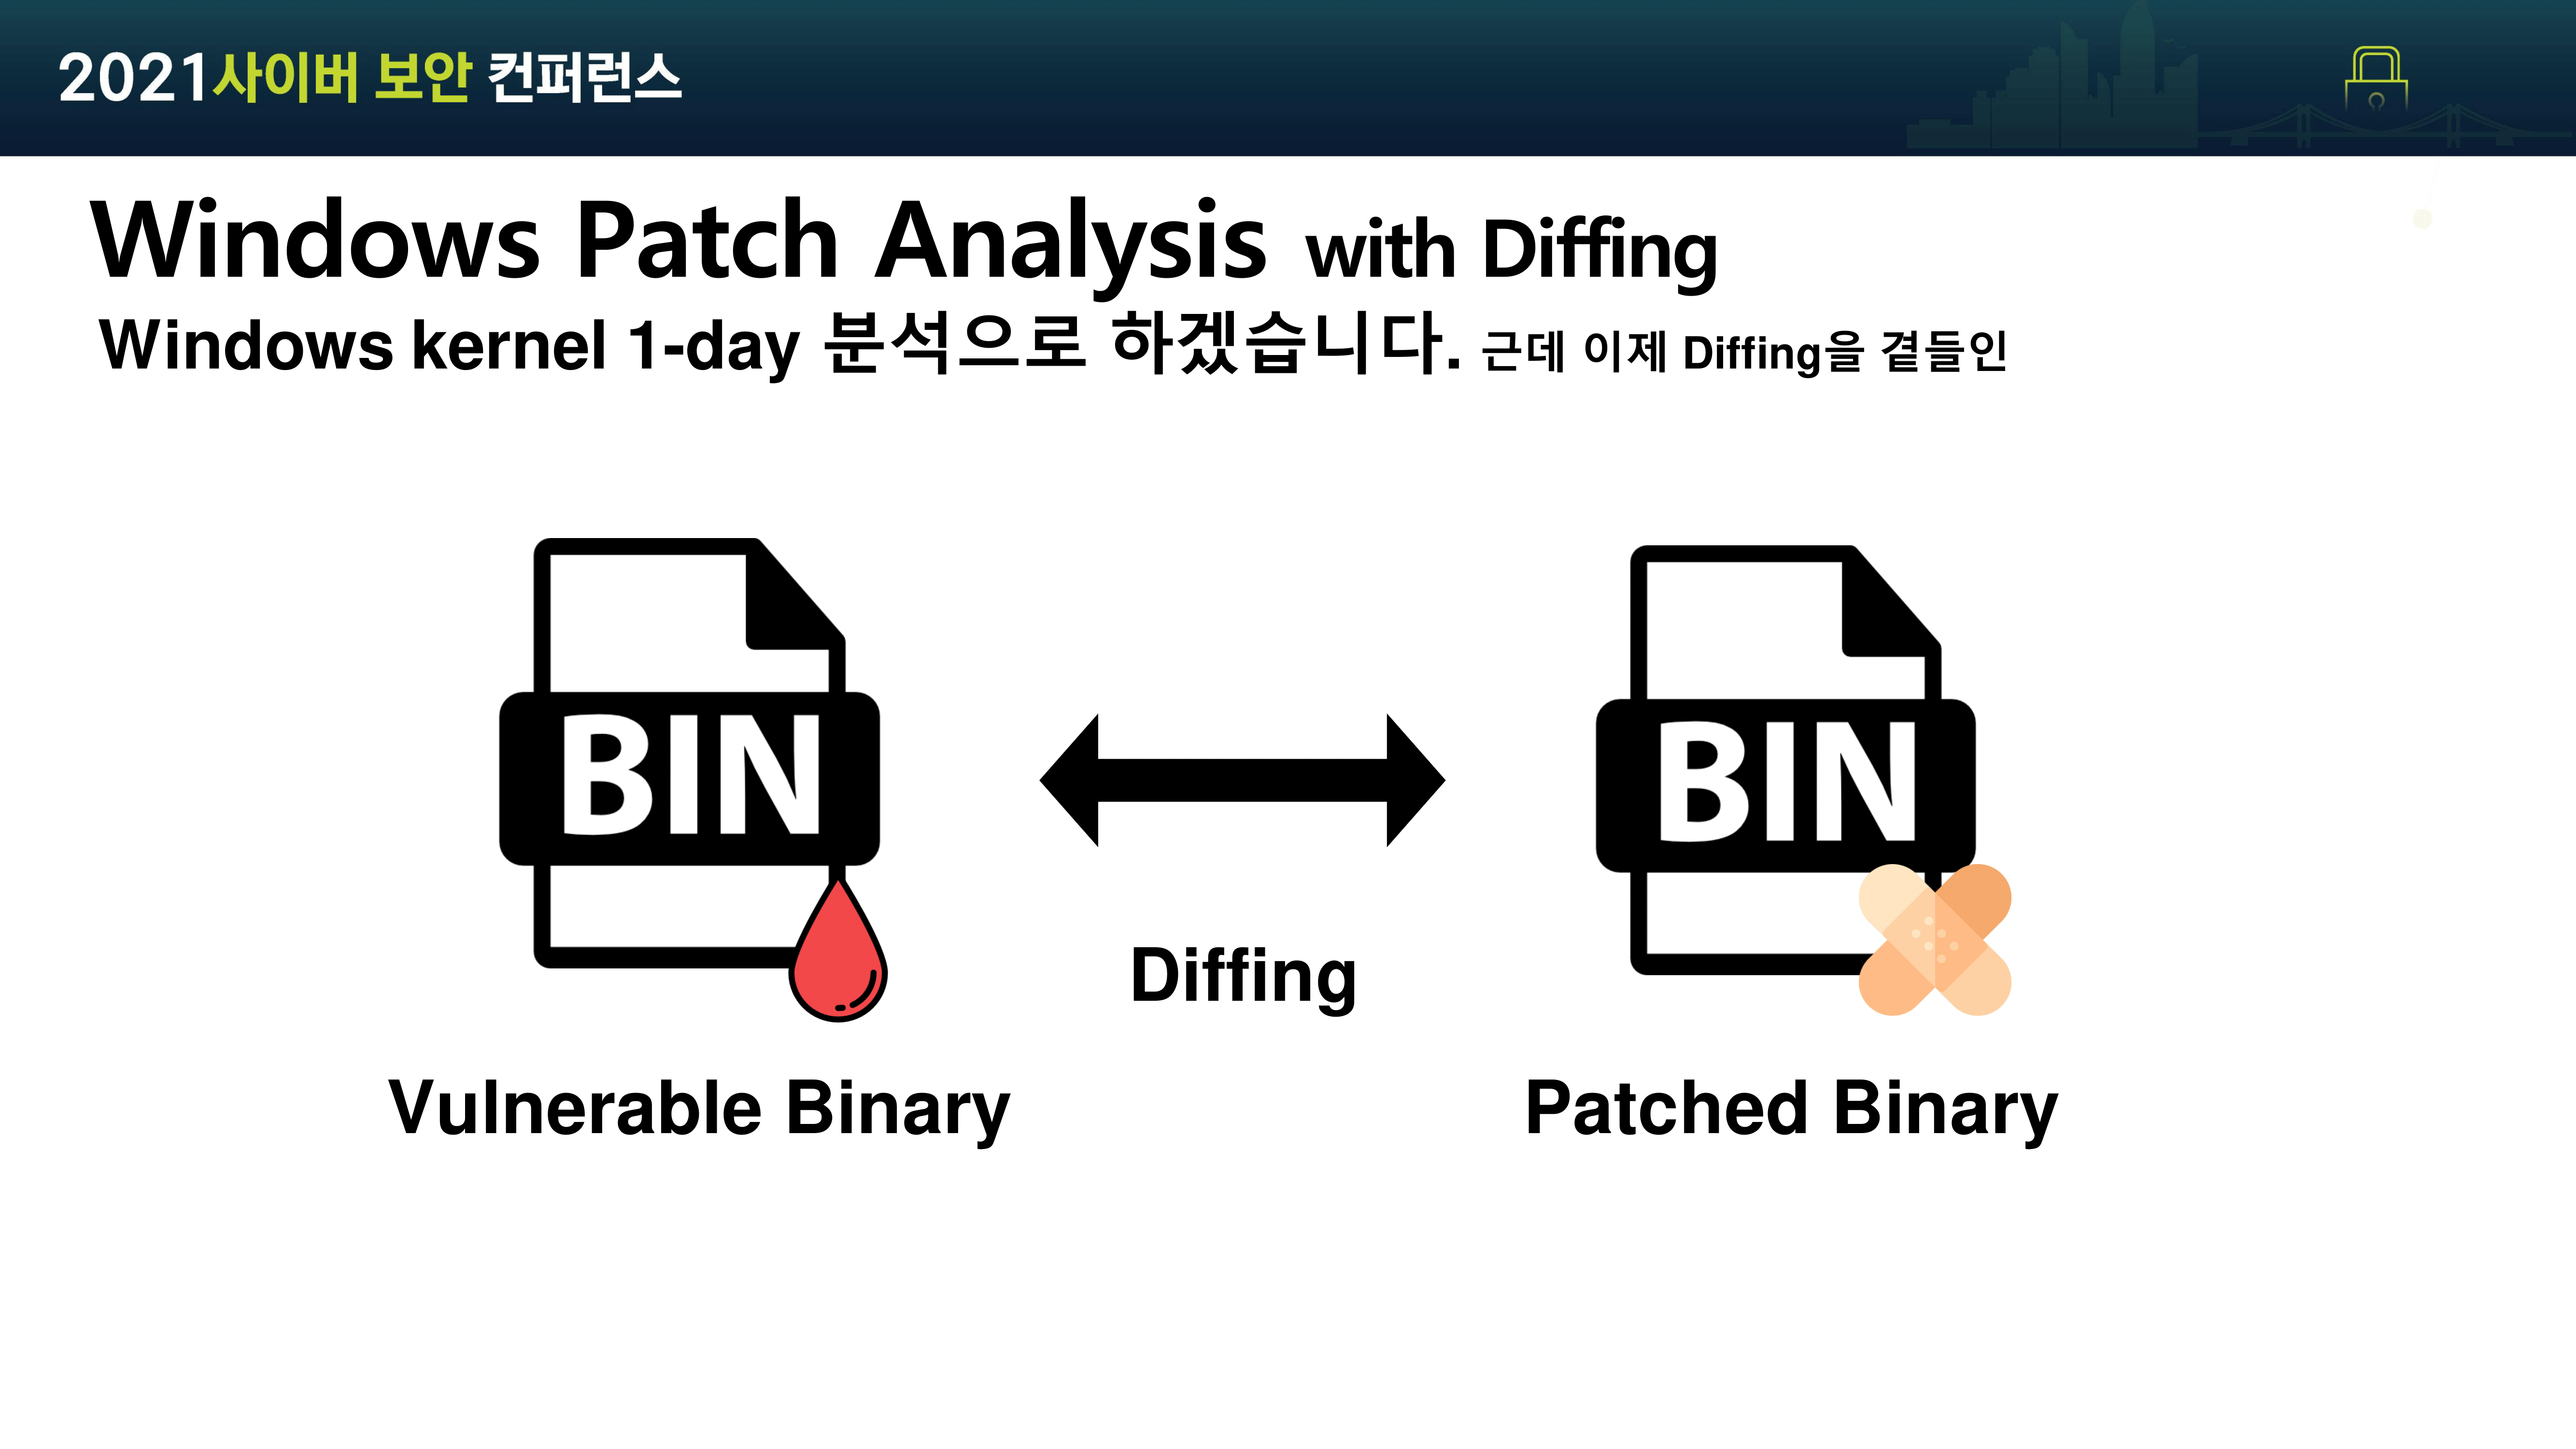 2021사이버 보안 컨퍼런스
Windows Patch Analysis with Diffing
Windows kernel 1-day 분석으로 하겠습니다. 근데 이제 Diffing을 곁들인
BIN
BIN
Diffing
Vulnerable Binary
Patched Binary